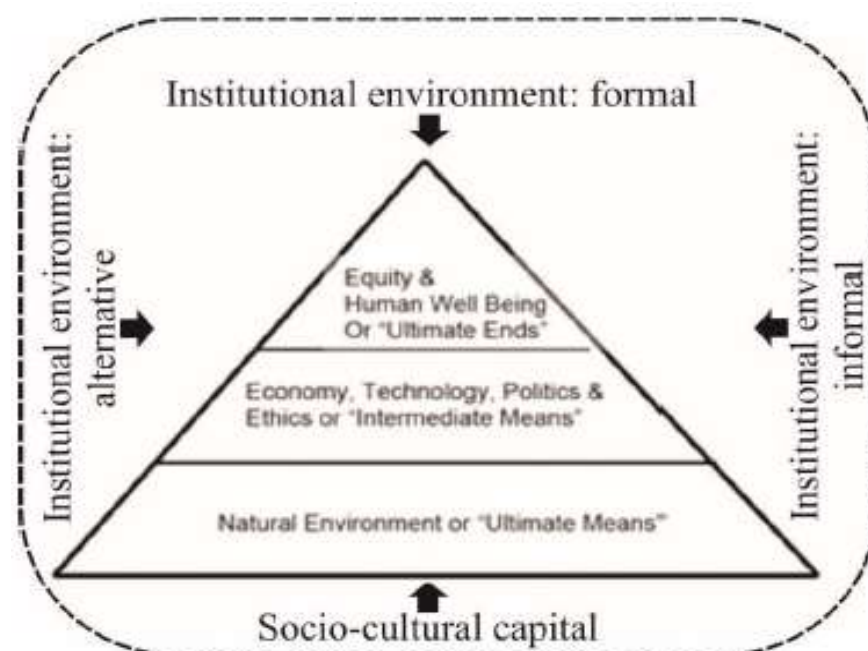 Institutional environment: formal
Institutional environment:
alternative
Equity &
Human Well Being
Or "Ultimate Ends"
Economy, Technology, Politics &
Ethics or "Intermediate Means"
Natural Environment or "Ultimate Means"
Institutional environment:
informal
Socio-cultural capital